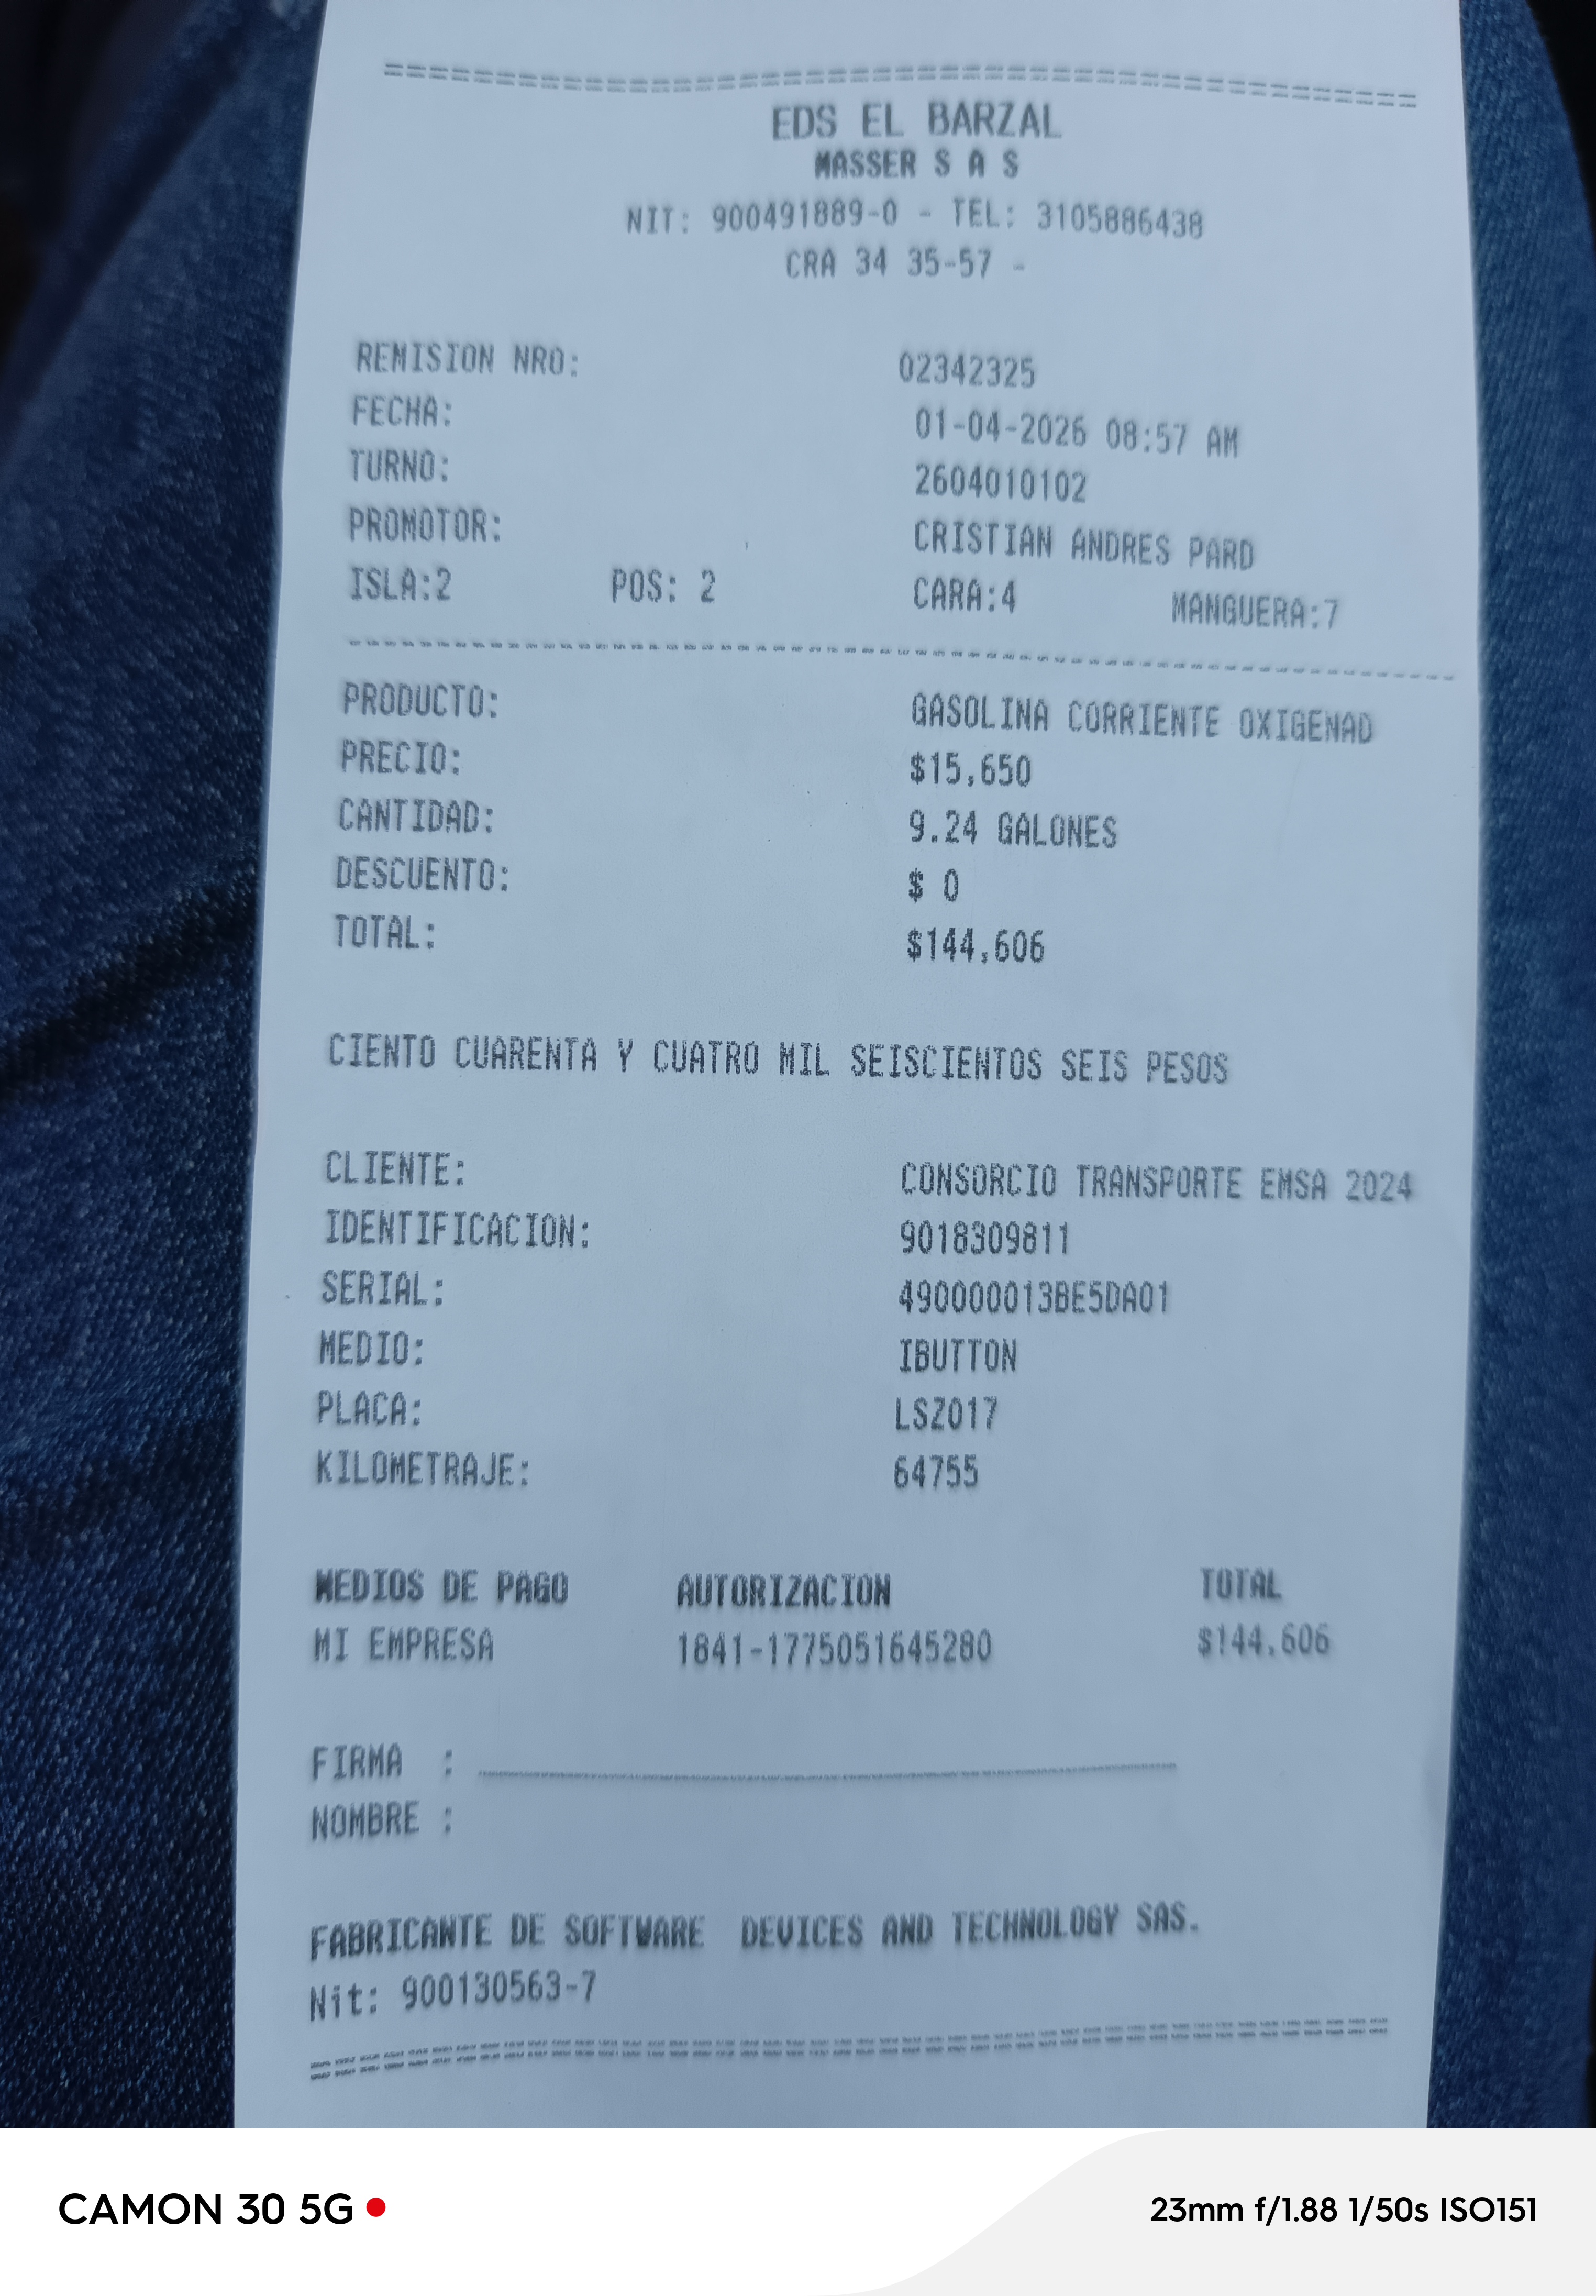 ================================================
EDS EL BARZAL
MASSER S A S
NIT: 900491889-0 - TEL: 3105886438
CRA 34 35-57 -
REMISION NRO: 02342325
FECHA: 01-04-2026 08:57 AM
TURNO: 2604010102
PROMOTOR: CRISTIAN ANDRES PARD
ISLA:2 POS: 2 CARA:4 MANGUERA:7
------------------------------------------------
PRODUCTO: GASOLINA CORRIENTE OXIGENAD
PRECIO: $15,650
CANTIDAD: 9.24 GALONES
DESCUENTO: $ 0
TOTAL: $144,606
CIENTO CUARENTA Y CUATRO MIL SEISCIENTOS SEIS PESOS
CLIENTE: CONSORCIO TRANSPORTE EMSA 2024
IDENTIFICACION: 9018309811
SERIAL: 490000013BE5DA01
MEDIO: IBUTTON
PLACA: LSZ017
KILOMETRAJE: 64755
MEDIOS DE PAGO AUTORIZACION TOTAL
MI EMPRESA 1841-1775051645280 $144,606
FIRMA : ______________________________
NOMBRE :
FABRICANTE DE SOFTWARE DEVICES AND TECHNOLOGY SAS.
Nit: 900130563-7
================================================
CAMON 30 5G
23mm f/1.88 1/50s ISO151